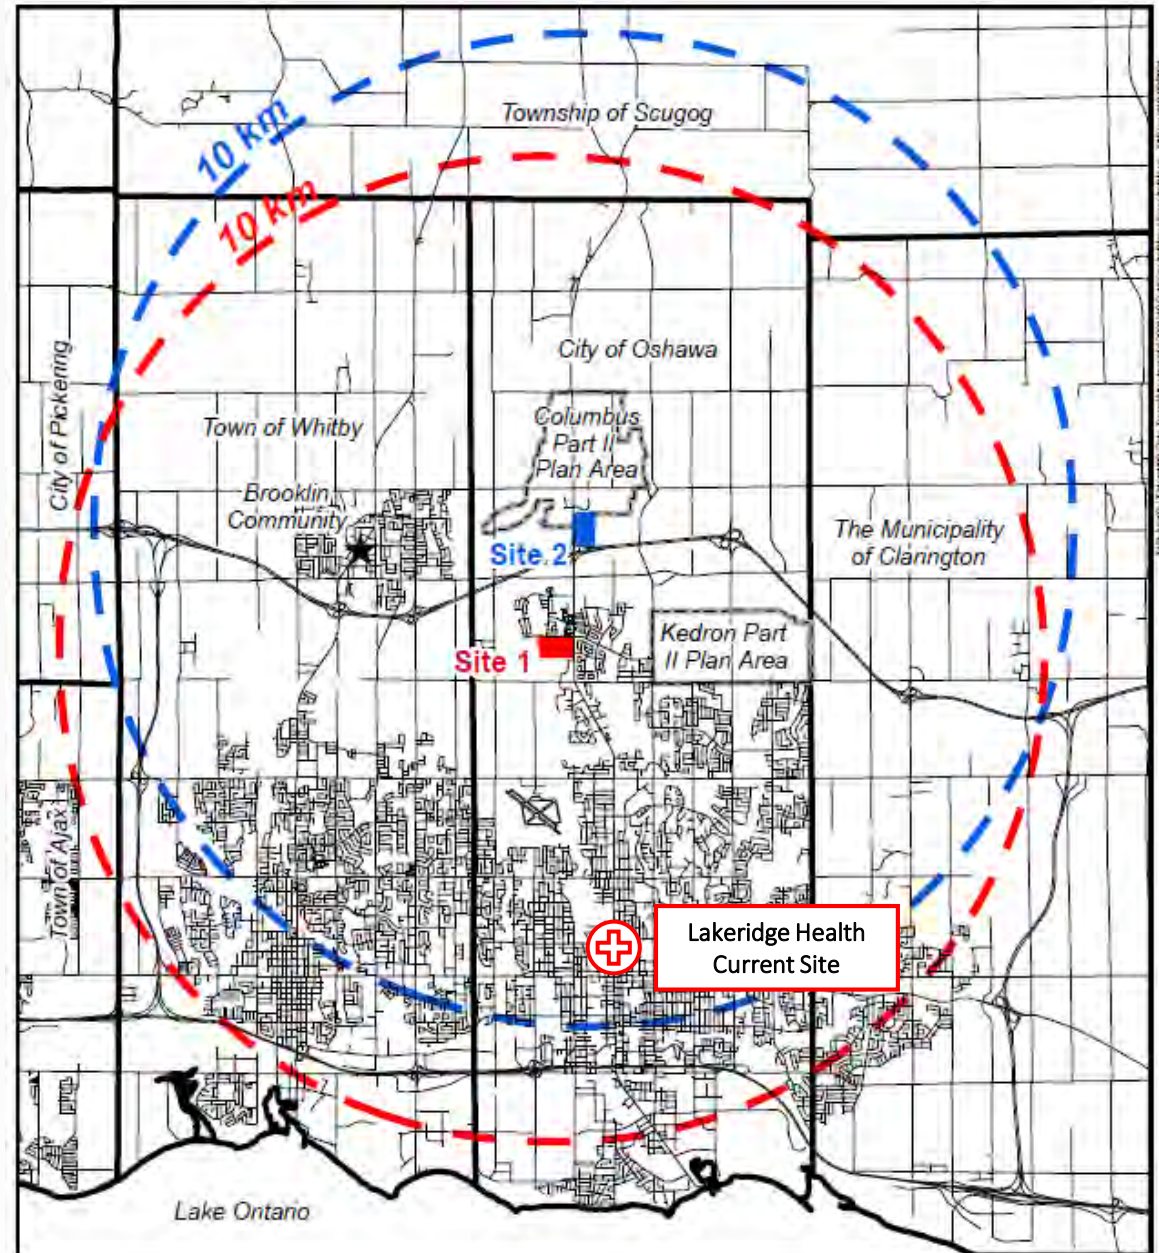 Township of Scugog
10 km
10 km
City of Pickering
City of Oshawa
Town of Whitby
Columbus
Part II
Plan Area
Brooklin
Community
The Municipality
of Clarington
Site 2
Kedron Part
II Plan Area
Site 1
Town of Ajax
Lakeridge Health
Current Site
Lake Ontario